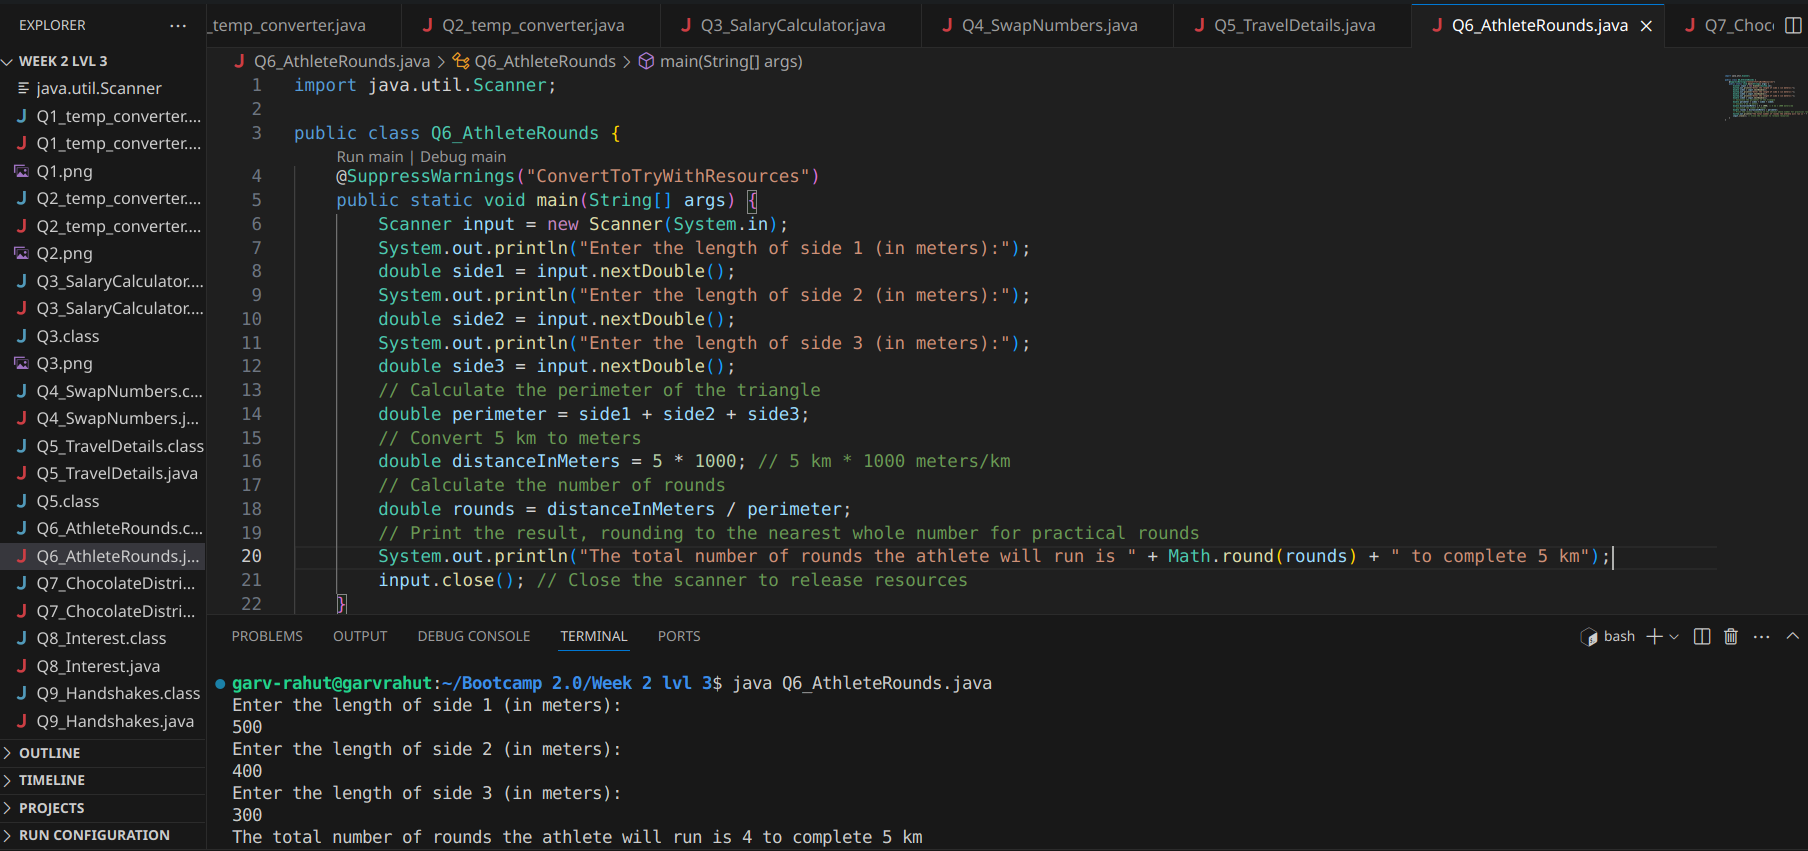 EXPLORER
WEEK 2 LVL 3
java.util.Scanner
Q1_temp_converter....
Q1_temp_converter....
Q1.png
Q2_temp_converter....
Q2_temp_converter....
Q2.png
Q3_SalaryCalculator....
Q3_SalaryCalculator....
Q3.class
Q3.png
Q4_SwapNumbers.c...
Q4_SwapNumbers.j...
Q5_TravelDetails.class
Q5_TravelDetails.java
Q5.class
Q6_AthleteRounds.c...
Q6_AthleteRounds.j...
Q7_ChocolateDistri...
Q7_ChocolateDistri...
Q8_Interest.class
Q8_Interest.java
Q9_Handshakes.class
Q9_Handshakes.java
OUTLINE
TIMELINE
PROJECTS
RUN CONFIGURATION
_temp_converter.java Q2_temp_converter.java Q3_SalaryCalculator.java Q4_SwapNumbers.java Q5_TravelDetails.java Q6_AthleteRounds.java Q7_Choc
Q6_AthleteRounds.java > Q6_AthleteRounds > main(String[] args)
1 import java.util.Scanner;
2
3 public class Q6_AthleteRounds {
Run main | Debug main
4 @SuppressWarnings("ConvertToTryWithResources")
5 public static void main(String[] args) {
6 Scanner input = new Scanner(System.in);
7 System.out.println("Enter the length of side 1 (in meters):");
8 double side1 = input.nextDouble();
9 System.out.println("Enter the length of side 2 (in meters):");
10 double side2 = input.nextDouble();
11 System.out.println("Enter the length of side 3 (in meters):");
12 double side3 = input.nextDouble();
13 // Calculate the perimeter of the triangle
14 double perimeter = side1 + side2 + side3;
15 // Convert 5 km to meters
16 double distanceInMeters = 5 * 1000; // 5 km * 1000 meters/km
17 // Calculate the number of rounds
18 double rounds = distanceInMeters / perimeter;
19 // Print the result, rounding to the nearest whole number for practical rounds
20 System.out.println("The total number of rounds the athlete will run is " + Math.round(rounds) + " to complete 5 km");
21 input.close(); // Close the scanner to release resources
22 }
PROBLEMS OUTPUT DEBUG CONSOLE TERMINAL PORTS bash
garv-rahut@garvrahut:~/Bootcamp 2.0/Week 2 lvl 3$ java Q6_AthleteRounds.java
Enter the length of side 1 (in meters):
500
Enter the length of side 2 (in meters):
400
Enter the length of side 3 (in meters):
300
The total number of rounds the athlete will run is 4 to complete 5 km